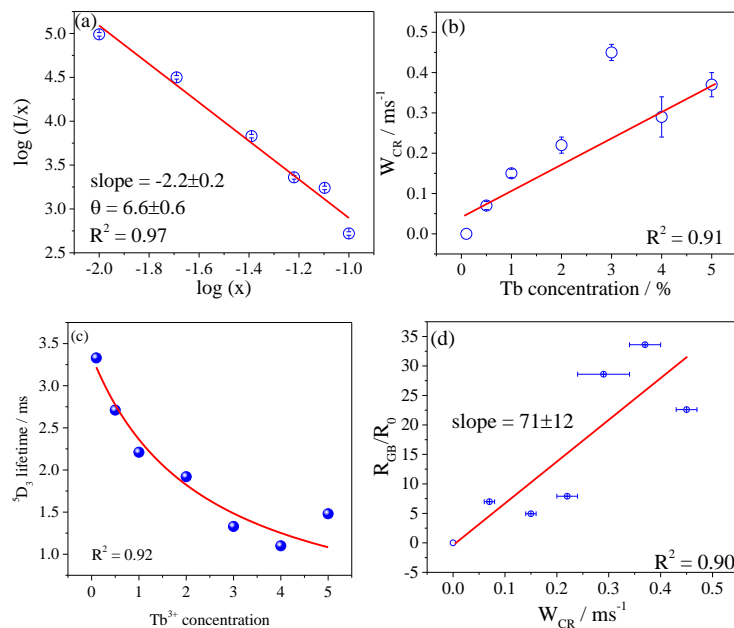 (a)
5.0
4.5
4.0
3.5
3.0
2.5
log (I/x)
slope = -2.2±0.2
θ = 6.6±0.6
R² = 0.97
-2.0 -1.8 -1.6 -1.4 -1.2 -1.0
log (x)
(b)
0.5
0.4
0.3
0.2
0.1
0.0
W_CR / ms⁻¹
R² = 0.91
0 1 2 3 4 5
Tb concentration / %
(c)
3.5
3.0
2.5
2.0
1.5
1.0
⁵D₃ lifetime / ms
R² = 0.92
0 1 2 3 4 5
Tb³⁺ concentration
(d)
35
30
25
20
15
10
5
0
-5
R_GB/R₀
slope = 71±12
R² = 0.90
0.0 0.1 0.2 0.3 0.4 0.5
W_CR / ms⁻¹